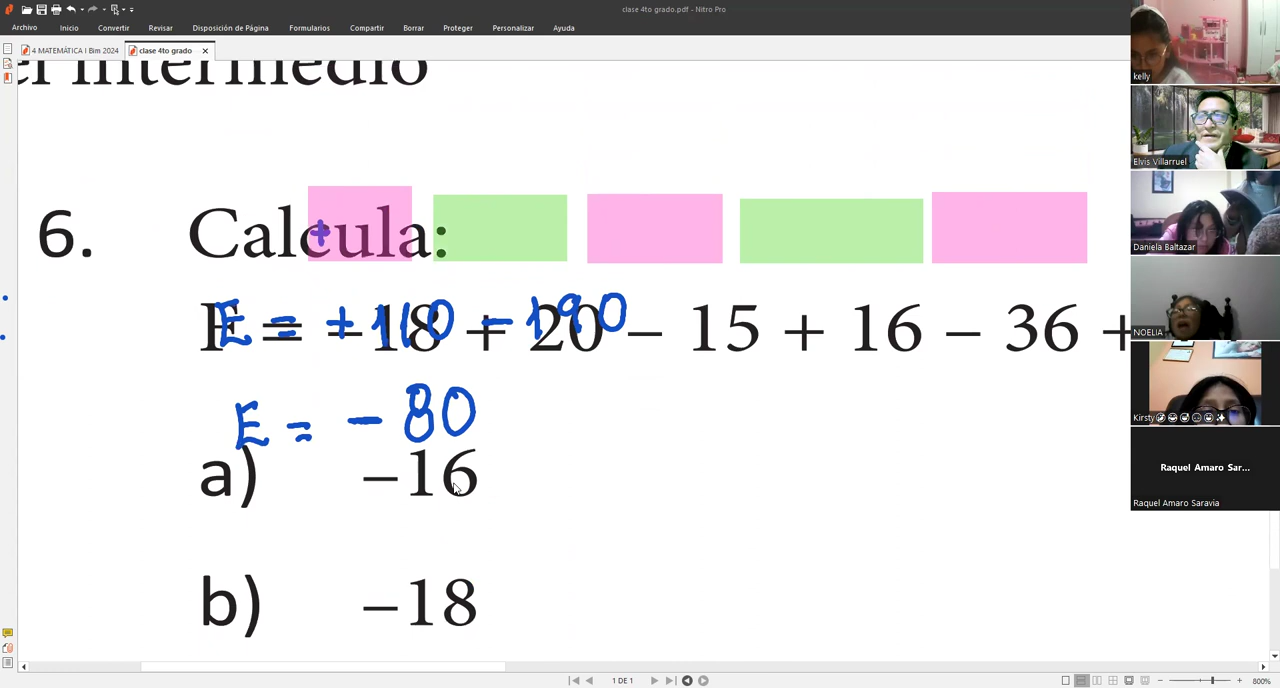 clase 4to grado.pdf - Nitro Pro
Archivo Inicio Convertir Revisar Disposición de Página Formularios Compartir Borrar Proteger Personalizar Ayuda
4 MATEMÁTICA I Bim 2024 clase 4to grado ×
el intermedio
6. Calcula:
+
E = −18 + 20 − 15 + 16 − 36 +
E = +110 - 190
E = - 80
a) −16
b) −18
kelly
Elvis Villarruel
Daniela Baltazar
NOELIA
Kirsty
Raquel Amaro Sar...
Raquel Amaro Saravia
1 DE 1
800%